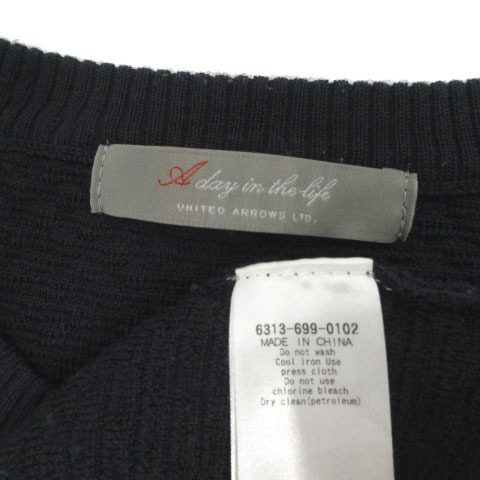 A day in the life
UNITED ARROWS LTD.
6313-699-0102
MADE IN CHINA
Do not wash
Cool iron Use
press cloth
Do not use
chlorine bleach
Dry clean(petroleum)